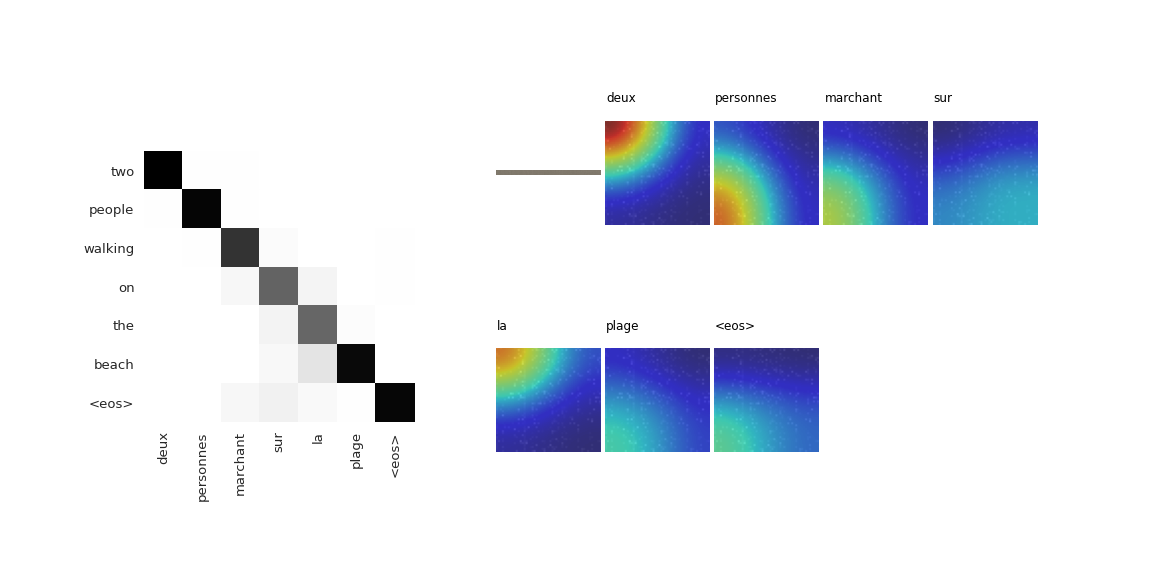 two
people
walking
on
the
beach
<eos>
deux
personnes
marchant
sur
la
plage
<eos>
deux personnes marchant sur
la plage <eos>